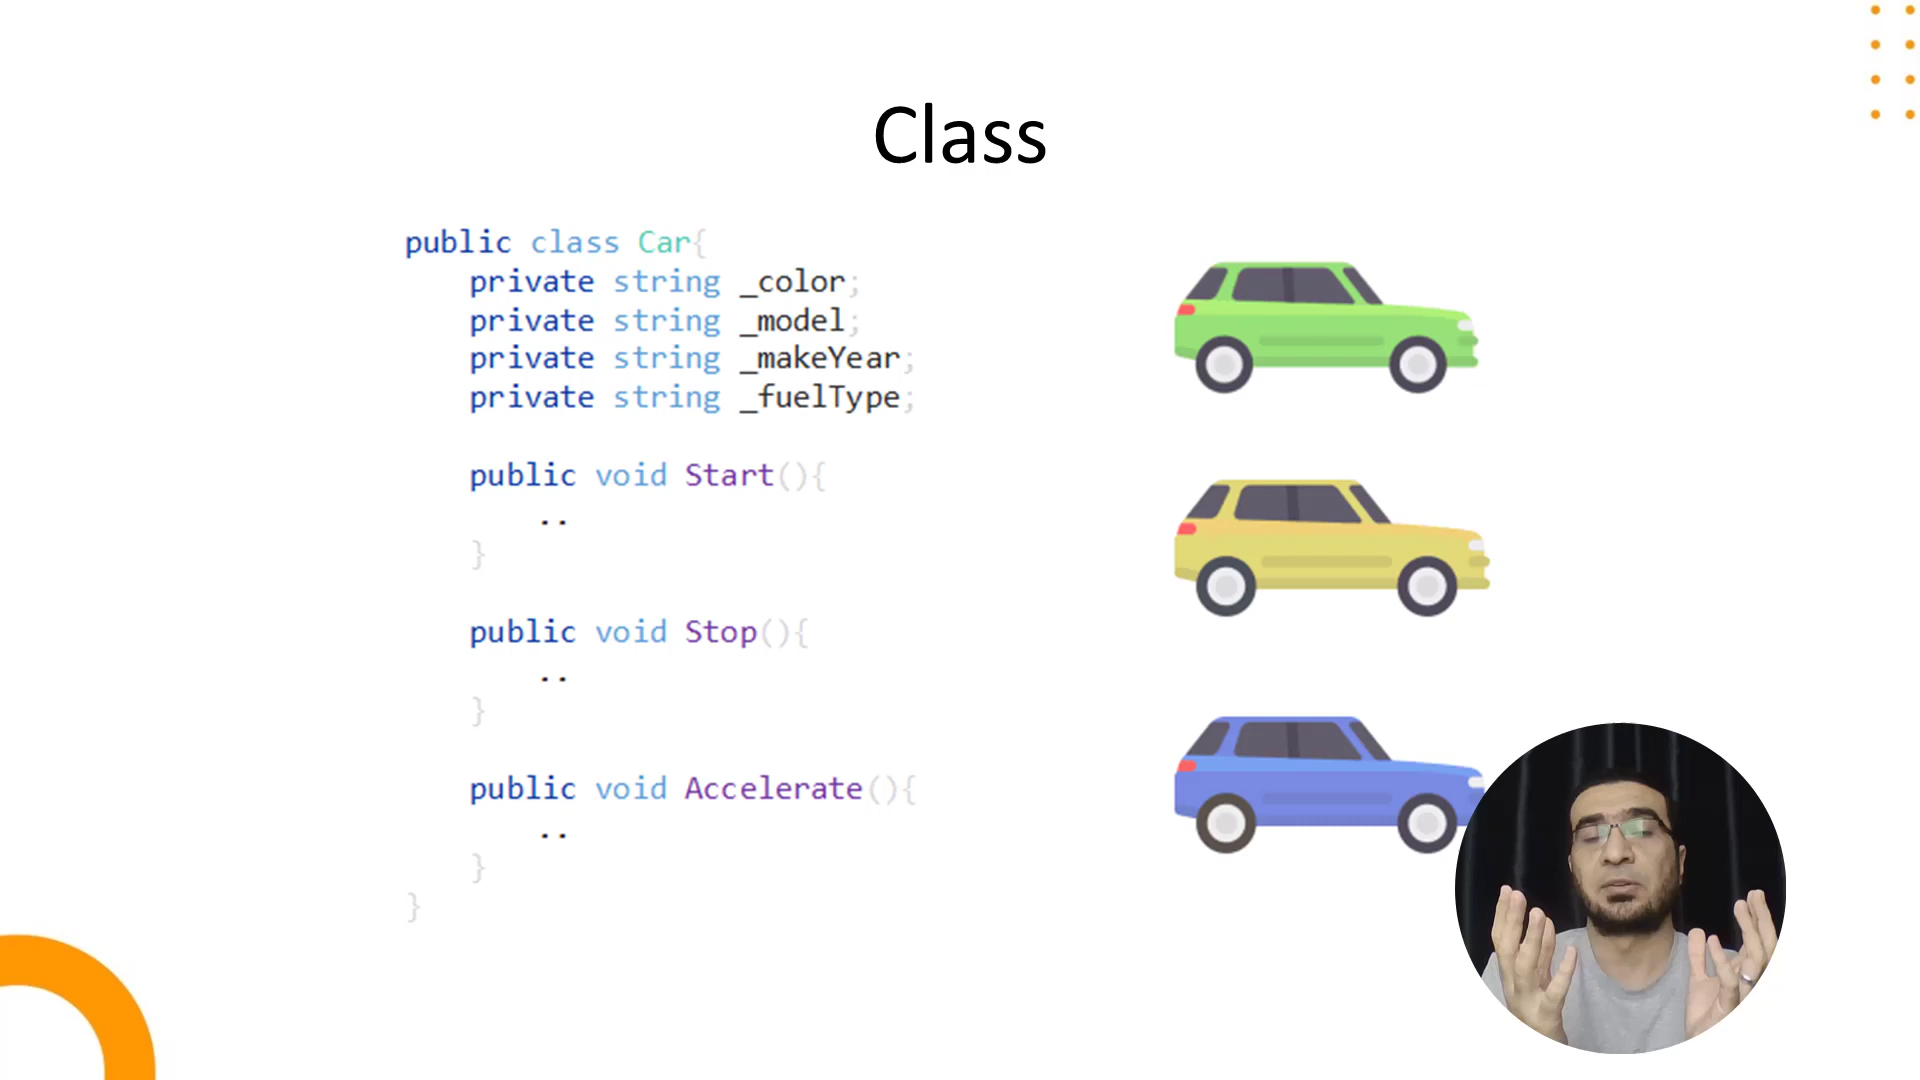 Class
public class Car{
private string _color;
private string _model;
private string _makeYear;
private string _fuelType;
public void Start(){
..
}
public void Stop(){
..
}
public void Accelerate(){
..
}
}